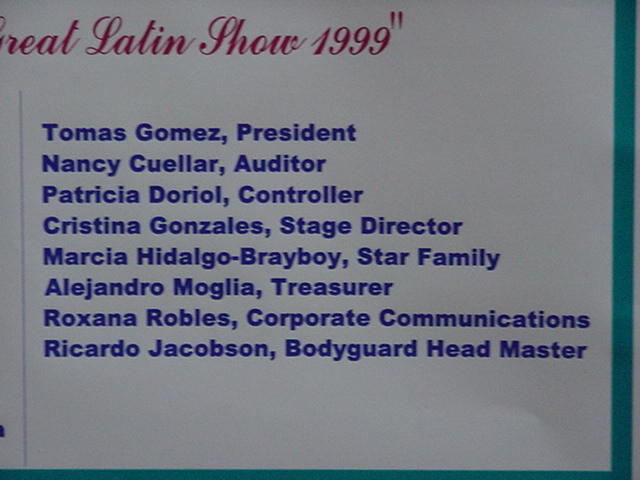 Great Latin Show 1999"
Tomas Gomez, President
Nancy Cuellar, Auditor
Patricia Doriol, Controller
Cristina Gonzales, Stage Director
Marcia Hidalgo-Brayboy, Star Family
Alejandro Moglia, Treasurer
Roxana Robles, Corporate Communications
Ricardo Jacobson, Bodyguard Head Master